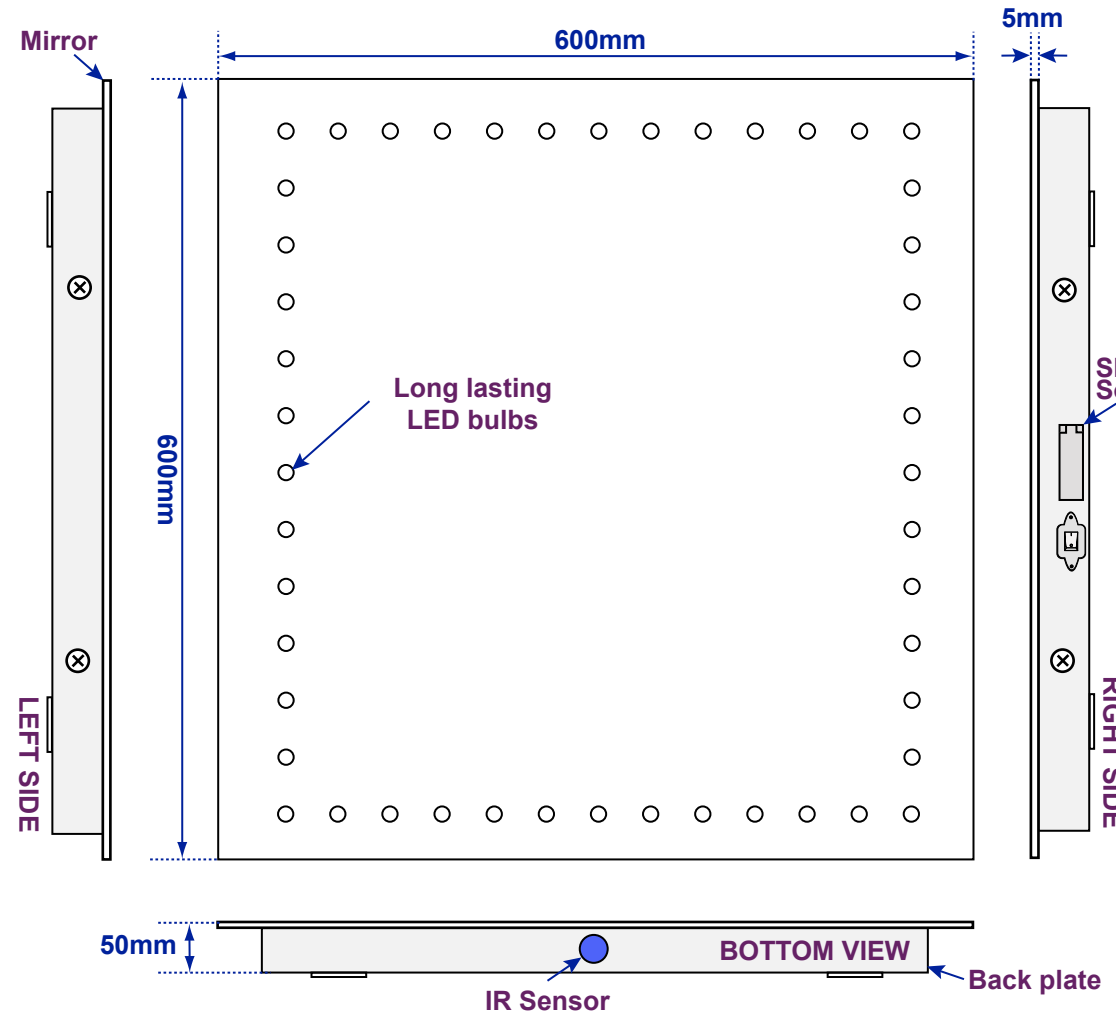 5mm
Mirror
600mm
Long lasting
LED bulbs
600mm
LEFT SIDE
RIGHT SIDE
50mm
BOTTOM VIEW
Back plate
IR Sensor